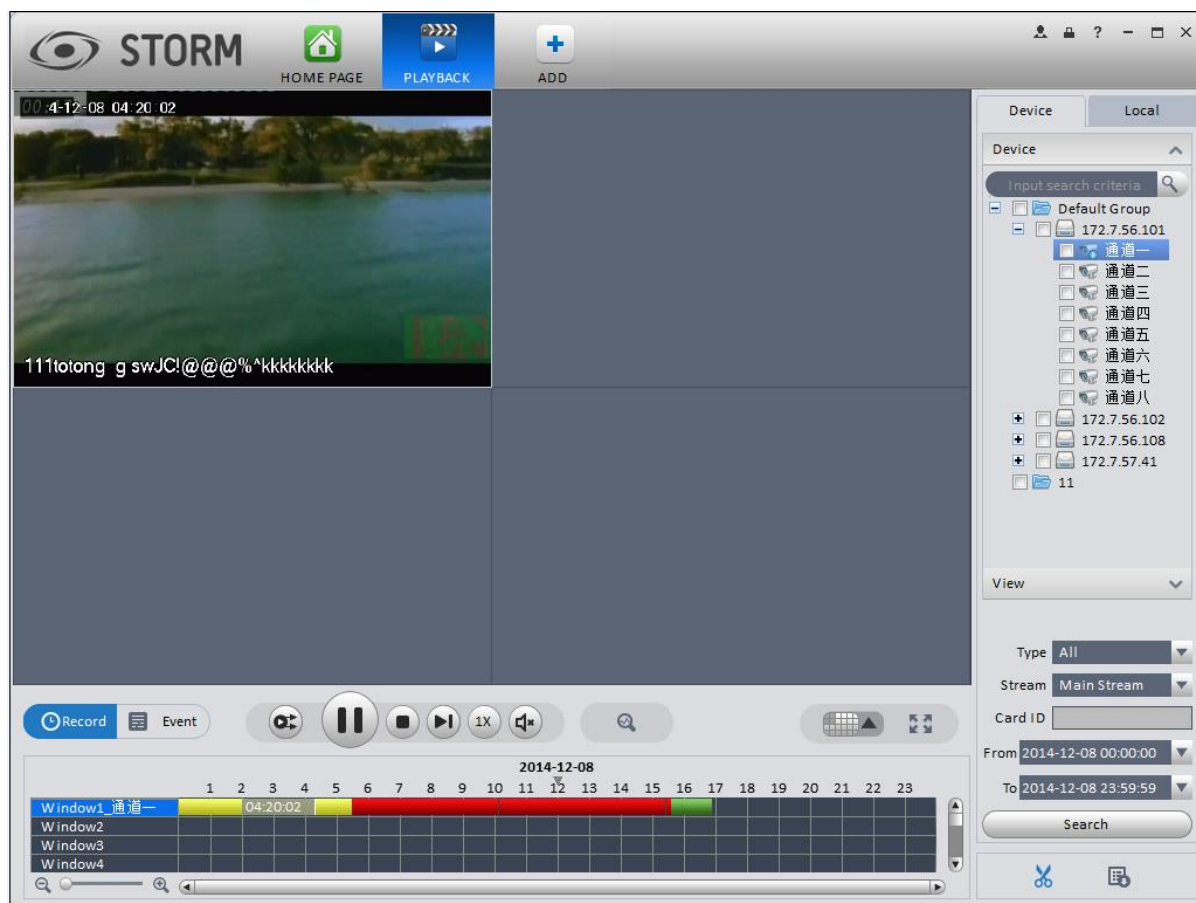 STORM
HOME PAGE
PLAYBACK
ADD
?
4-12-08 04:20:02
111totong g swJC!@@@%^kkkkkkkk
Device
Local
Device
Input search criteria
Default Group
172.7.56.101
通道一
通道二
通道三
通道四
通道五
通道六
通道七
通道八
172.7.56.102
172.7.56.108
172.7.57.41
11
View
Type All
Stream Main Stream
Card ID
From 2014-12-08 00:00:00
To 2014-12-08 23:59:59
Search
Record
Event
1X
2014-12-08
1 2 3 4 5 6 7 8 9 10 11 12 13 14 15 16 17 18 19 20 21 22 23
Window1_通道一 04:20:02
Window2
Window3
Window4